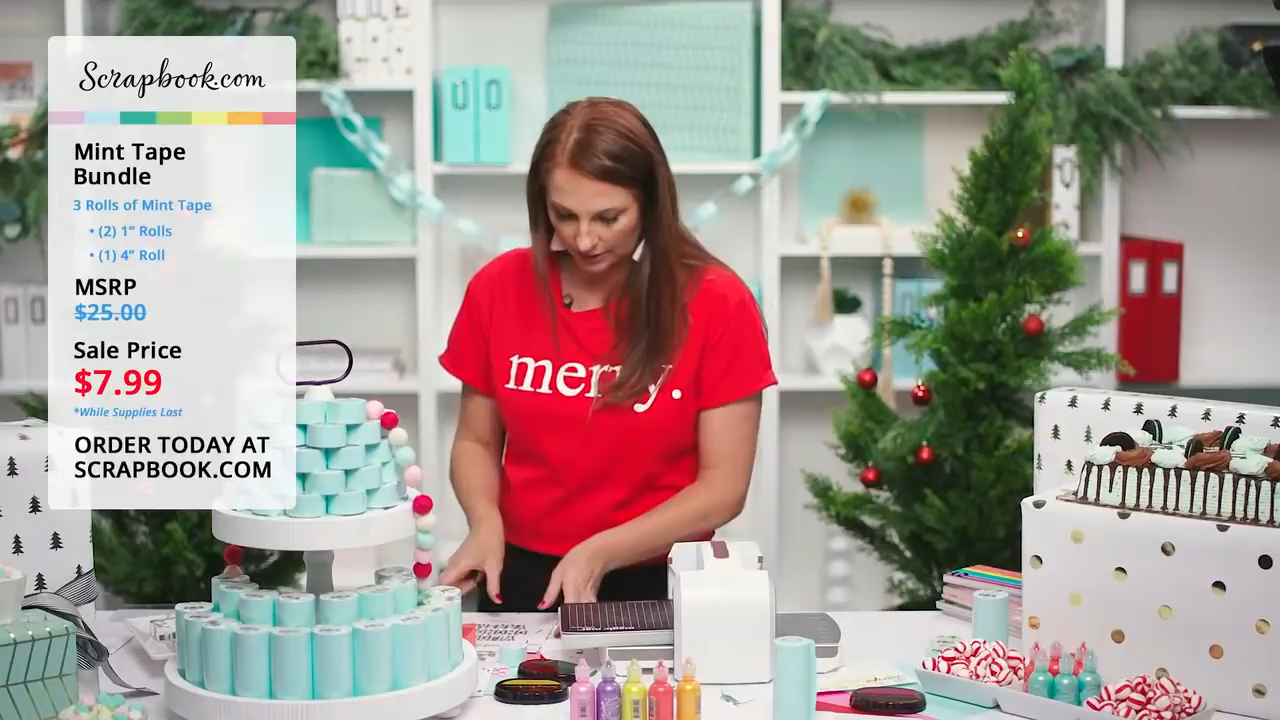 Scrapbook.com
Mint Tape
Bundle
3 Rolls of Mint Tape
• (2) 1” Rolls
• (1) 4” Roll
MSRP
$25.00
Sale Price
$7.99
*While Supplies Last
ORDER TODAY AT
SCRAPBOOK.COM
merry.